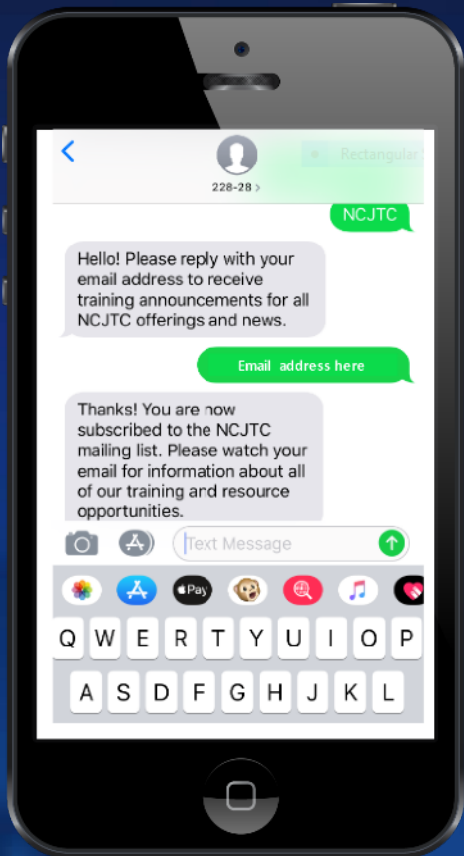 Rectangular S
228-28 >
NCJTC
Hello! Please reply with your
email address to receive
training announcements for all
NCJTC offerings and news.
Email address here
Thanks! You are now
subscribed to the NCJTC
mailing list. Please watch your
email for information about all
of our training and resource
opportunities.
Text Message
Pay
Q W E R T Y U I O P
A S D F G H J K L